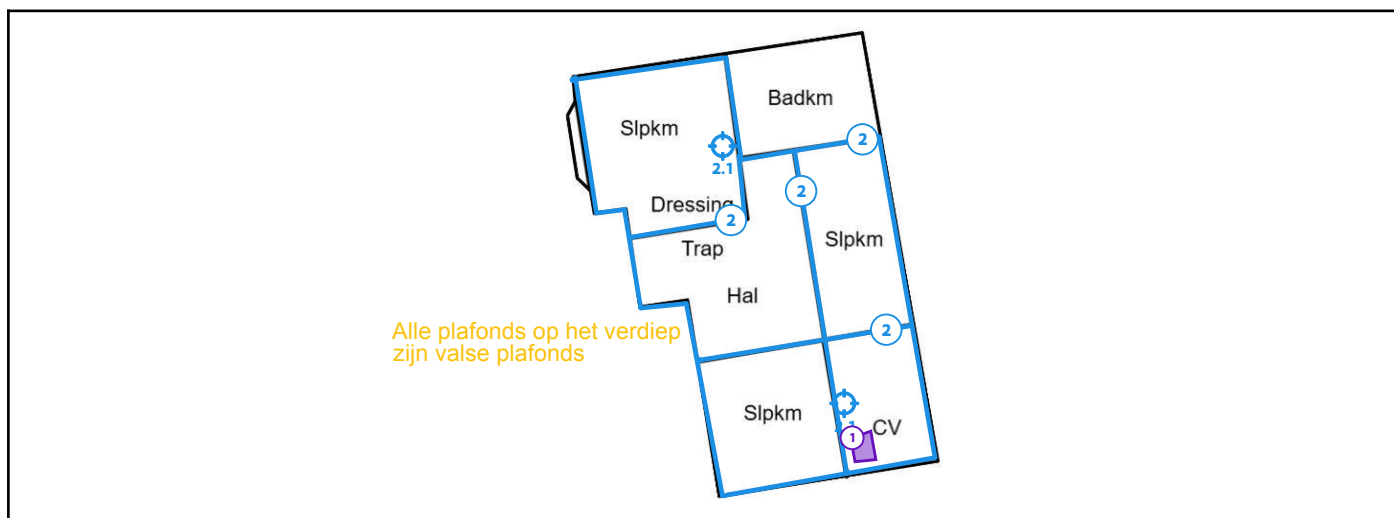 Badkm
Slpkm
2
2.1
2
Dressing
2
Slpkm
Trap
Hal
Alle plafonds op het verdiep
zijn valse plafonds
2
Slpkm
CV
1